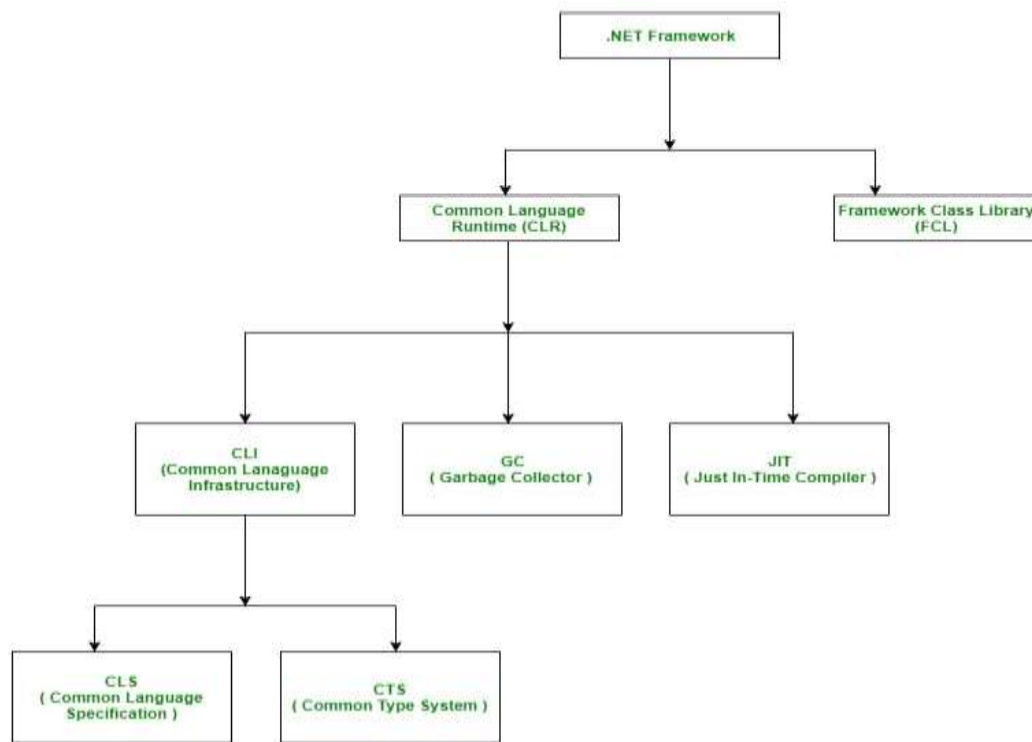 .NET Framework
Common Language
Runtime (CLR)
Framework Class Library
(FCL)
CLI
(Common Lanaguage
Infrastructure)
GC
( Garbage Collector )
JIT
( Just In-Time Compiler )
CLS
( Common Language
Specification )
CTS
( Common Type System )